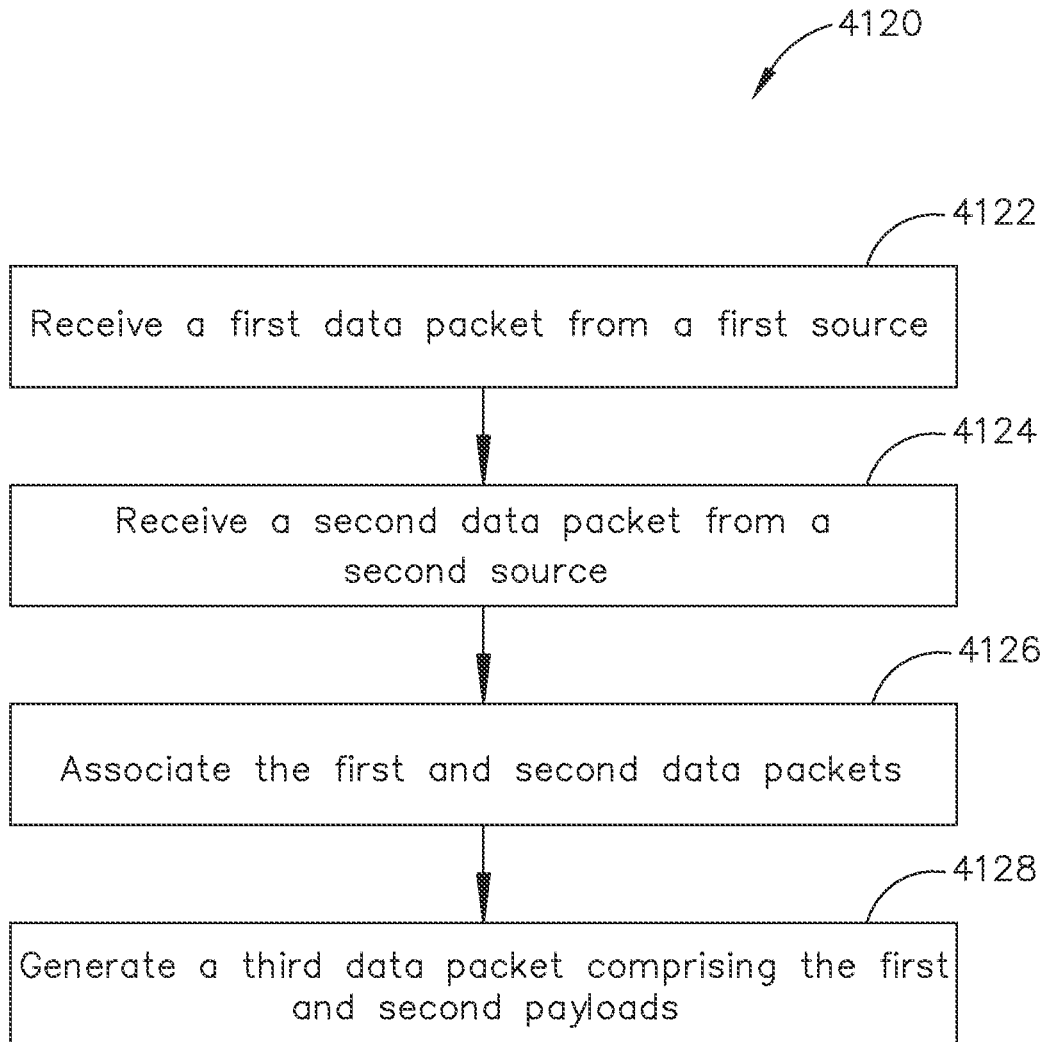 4120
4122
Receive a first data packet from a first source
4124
Receive a second data packet from a
second source
4126
Associate the first and second data packets
4128
Generate a third data packet comprising the first
and second payloads